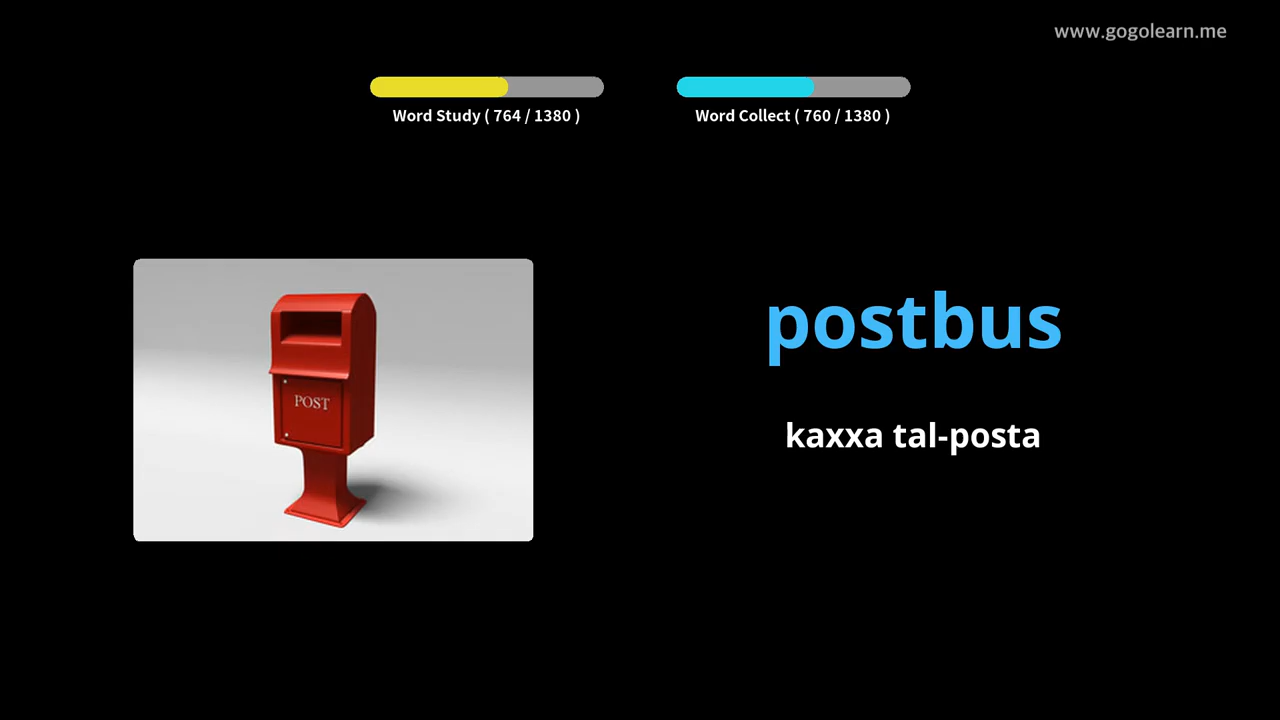 www.gogolearn.me
Word Study ( 764 / 1380 )
Word Collect ( 760 / 1380 )
POST
postbus
kaxxa tal-posta